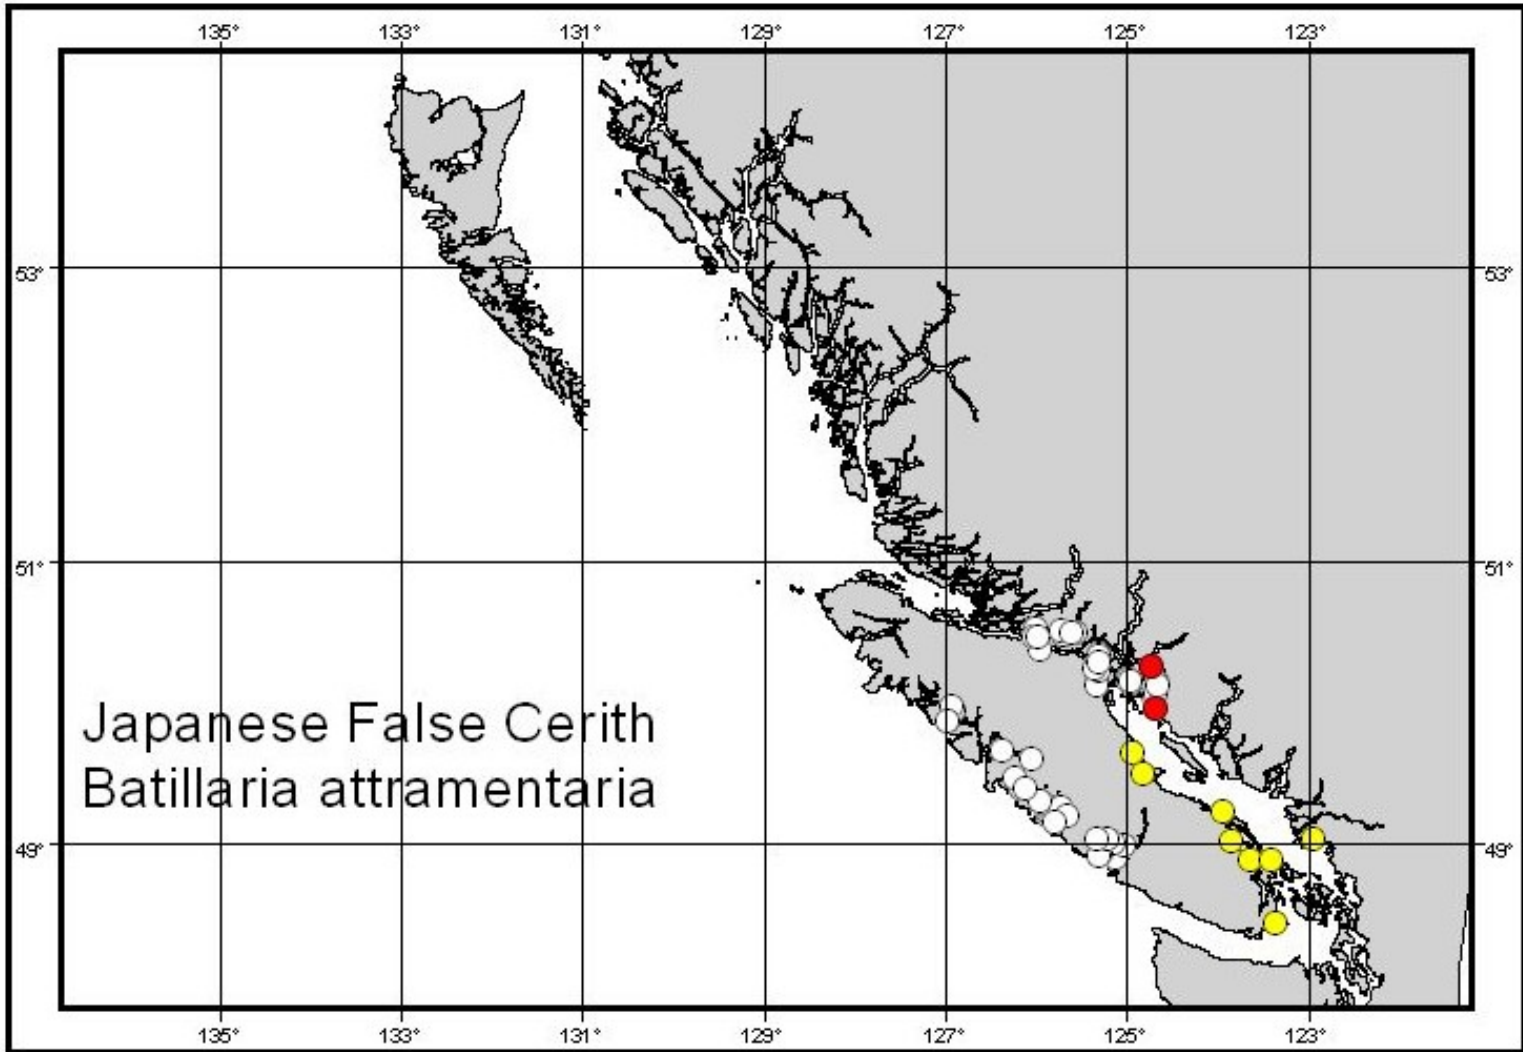 135° 133° 131° 129° 127° 125° 123°
53° 53°
51° 51°
Japanese False Cerith
Batillaria attramentaria
49° 49°
135° 133° 131° 129° 127° 125° 123°